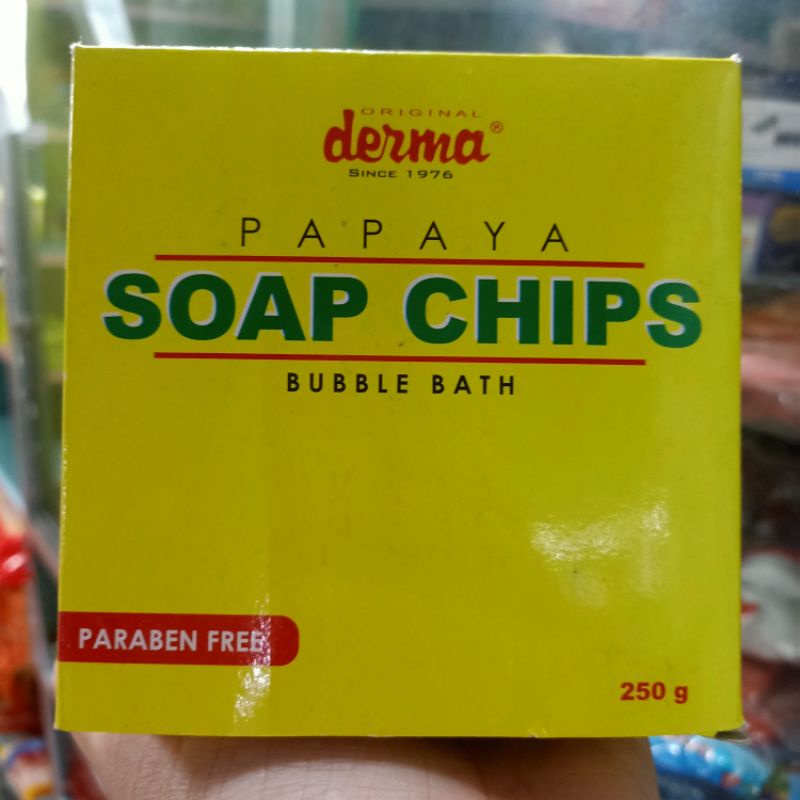 ORIGINAL
derma®
SINCE 1976
PAPAYA
SOAP CHIPS
BUBBLE BATH
PARABEN FREE
250 g